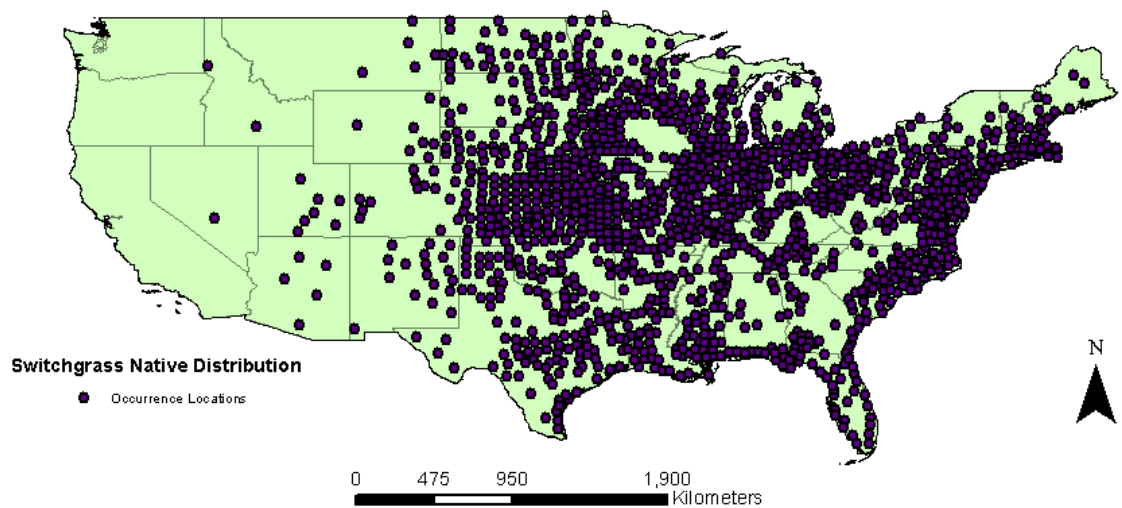 Switchgrass Native Distribution
Occurrence Locations
N
0 475 950 1,900
Kilometers